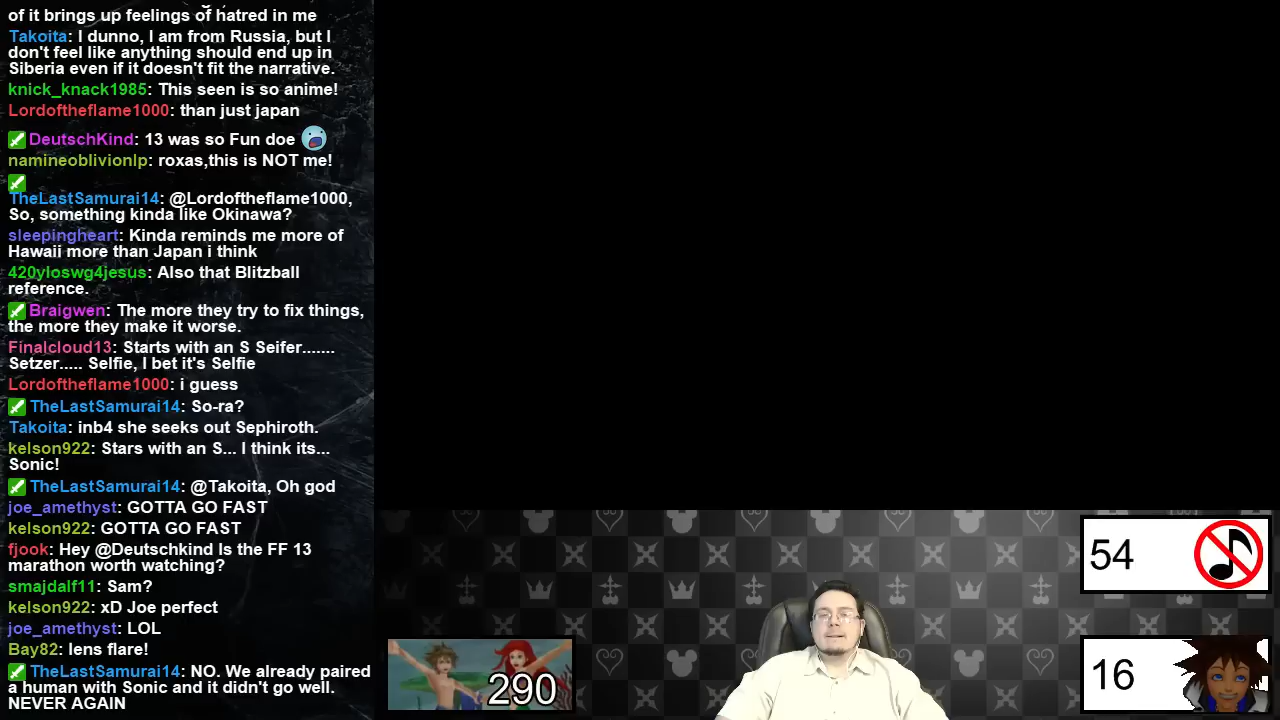 of it brings up feelings of hatred in me
Takoita: I dunno, I am from Russia, but I
don't feel like anything should end up in
Siberia even if it doesn't fit the narrative.
knick_knack1985: This seen is so anime!
Lordoftheflame1000: than just japan
DeutschKind: 13 was so Fun doe
namineoblivionlp: roxas,this is NOT me!
TheLastSamurai14: @Lordoftheflame1000,
So, something kinda like Okinawa?
sleepingheart: Kinda reminds me more of
Hawaii more than Japan i think
420yloswg4jesus: Also that Blitzball
reference.
Braigwen: The more they try to fix things,
the more they make it worse.
Finalcloud13: Starts with an S Seifer.......
Setzer..... Selfie, I bet it's Selfie
Lordoftheflame1000: i guess
TheLastSamurai14: So-ra?
Takoita: inb4 she seeks out Sephiroth.
kelson922: Stars with an S... I think its...
Sonic!
TheLastSamurai14: @Takoita, Oh god
joe_amethyst: GOTTA GO FAST
kelson922: GOTTA GO FAST
fjook: Hey @Deutschkind Is the FF 13
marathon worth watching?
smajdalf11: Sam?
kelson922: xD Joe perfect
joe_amethyst: LOL
Bay82: lens flare!
TheLastSamurai14: NO. We already paired
a human with Sonic and it didn't go well.
NEVER AGAIN
290
54
16